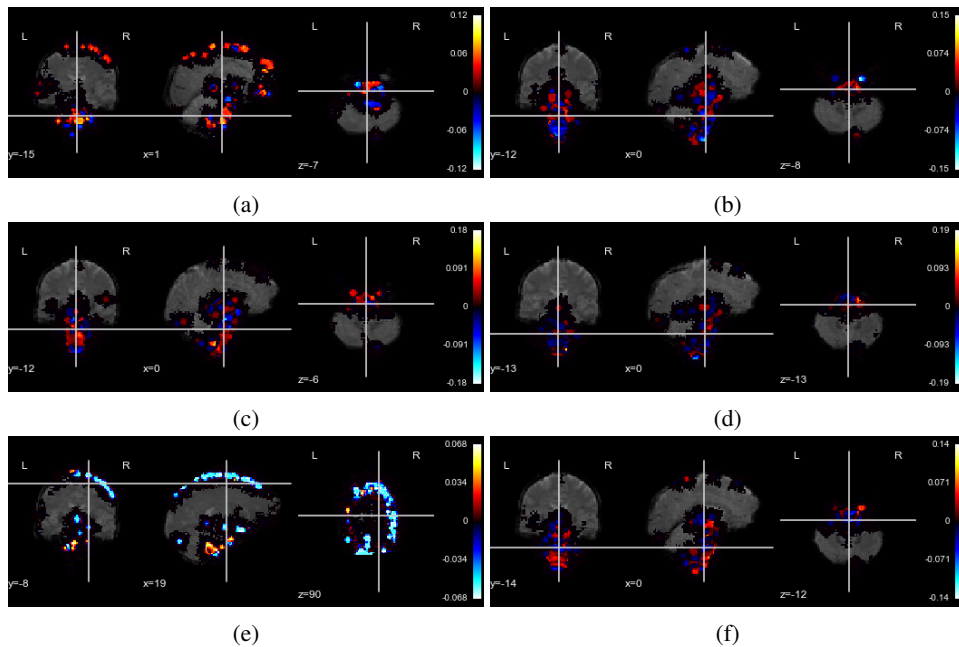 L R L 0.12
R
0.06
0
-0.06
y=-15 x=1 z=-7 -0.12
(a)
L R L R 0.15
0.074
0
-0.074
y=-12 x=0 z=-8 -0.15
(b)
L R L R 0.18
0.091
0
-0.091
y=-12 x=0 z=-6 -0.18
(c)
L R L R 0.19
0.093
0
-0.093
y=-13 x=0 z=-13 -0.19
(d)
L R L R 0.068
0.034
0
-0.034
y=-8 x=19 z=90 -0.068
(e)
L R L R 0.14
0.071
0
-0.071
y=-14 x=0 z=-12 -0.14
(f)